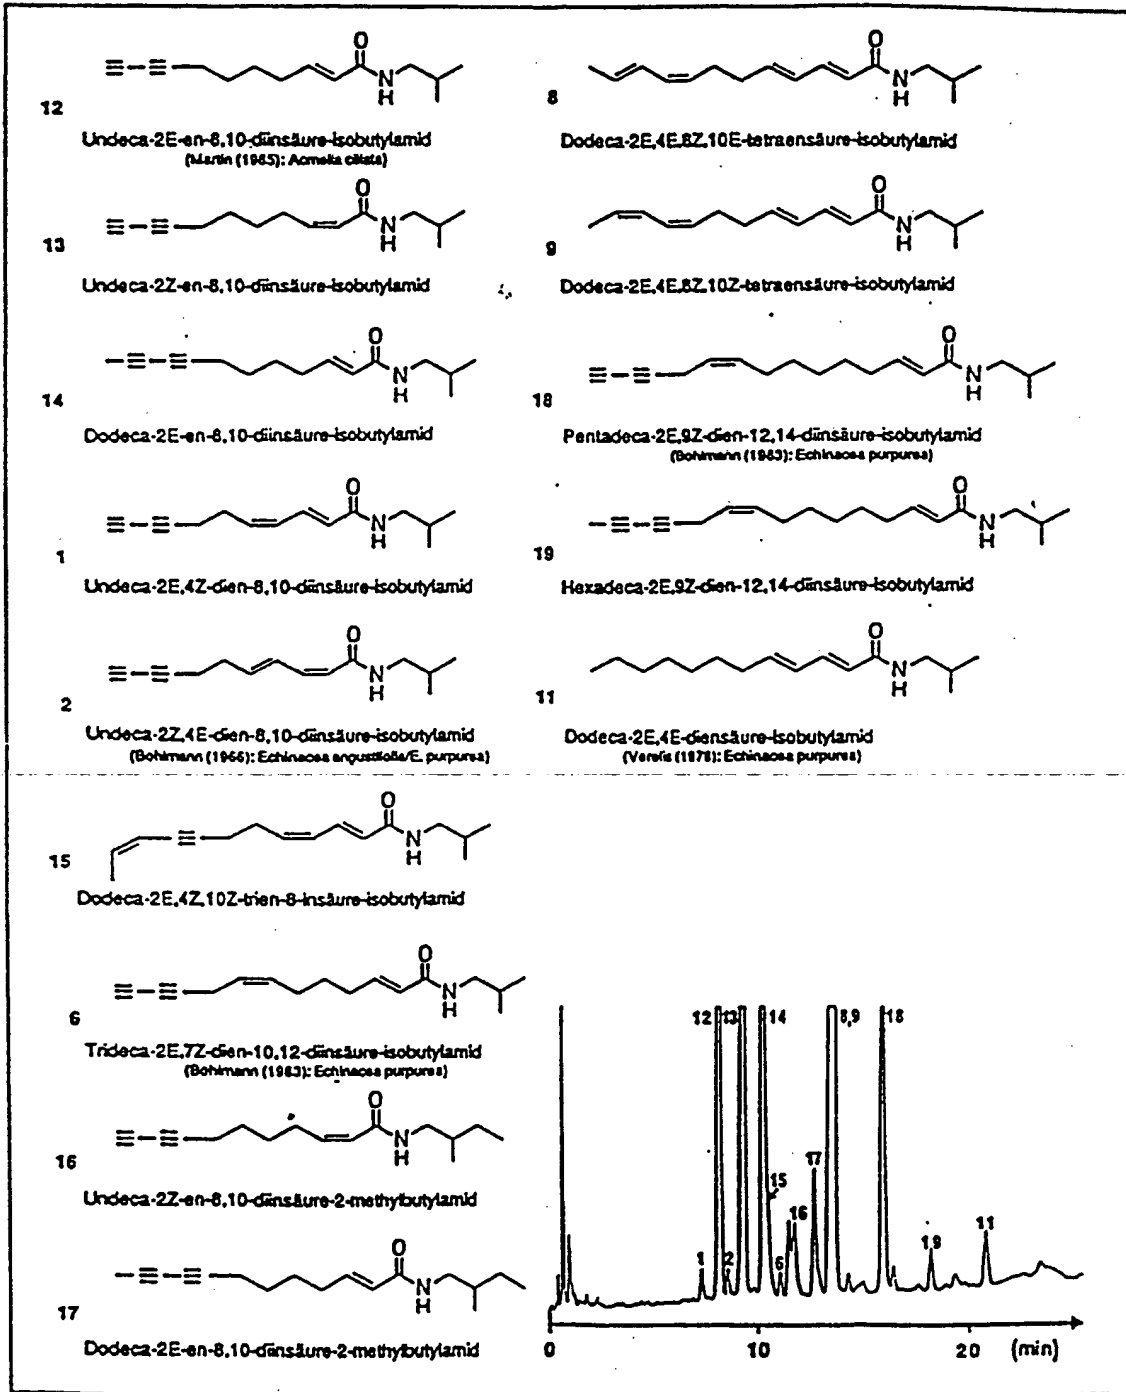 12
Undeca-2E-en-8,10-diinsäure-isobutylamid
(Martin (1985): Acmella ciliata)
13
Undeca-2Z-en-8,10-diinsäure-isobutylamid
14
Dodeca-2E-en-8,10-diinsäure-isobutylamid
1
Undeca-2E,4Z-dien-8,10-diinsäure-isobutylamid
2
Undeca-2Z,4E-dien-8,10-diinsäure-isobutylamid
(Bohlmann (1966): Echinacea angustifolia/E. purpurea)
8
Dodeca-2E,4E,8Z,10E-tetraensäure-isobutylamid
9
Dodeca-2E,4E,8Z,10Z-tetraensäure-isobutylamid
18
Pentadeca-2E,9Z-dien-12,14-diinsäure-isobutylamid
(Bohlmann (1983): Echinacea purpurea)
19
Hexadeca-2E,9Z-dien-12,14-diinsäure-isobutylamid
11
Dodeca-2E,4E-diensäure-isobutylamid
(Verelis (1978): Echinacea purpurea)
15
Dodeca-2E,4Z,10Z-trien-8-insäure-isobutylamid
6
Trideca-2E,7Z-dien-10,12-diinsäure-isobutylamid
(Bohlmann (1983): Echinacea purpurea)
16
Undeca-2Z-en-8,10-diinsäure-2-methylbutylamid
17
Dodeca-2E-en-8,10-diinsäure-2-methylbutylamid
12 13 14 8,9 18
17
15
16
1 2 6 19 11
0 10 20 (min)